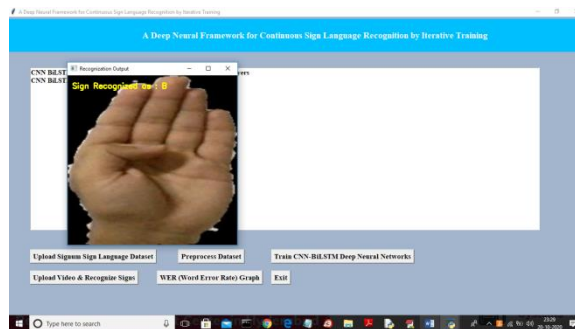 A Deep Neural Framework for Continuous Sign Language Recognition by Iterative Training
A Deep Neural Framework for Continuous Sign Language Recognition by Iterative Training
Recognization Output
CNN BiLST
CNN BiLST
Sign Recognized as : B
Upload Signum Sign Language Dataset
Preprocess Dataset
Train CNN-BiLSTM Deep Neural Networks
Upload Video & Recognize Signs
WER (Word Error Rate) Graph
Exit
Type here to search
23:26